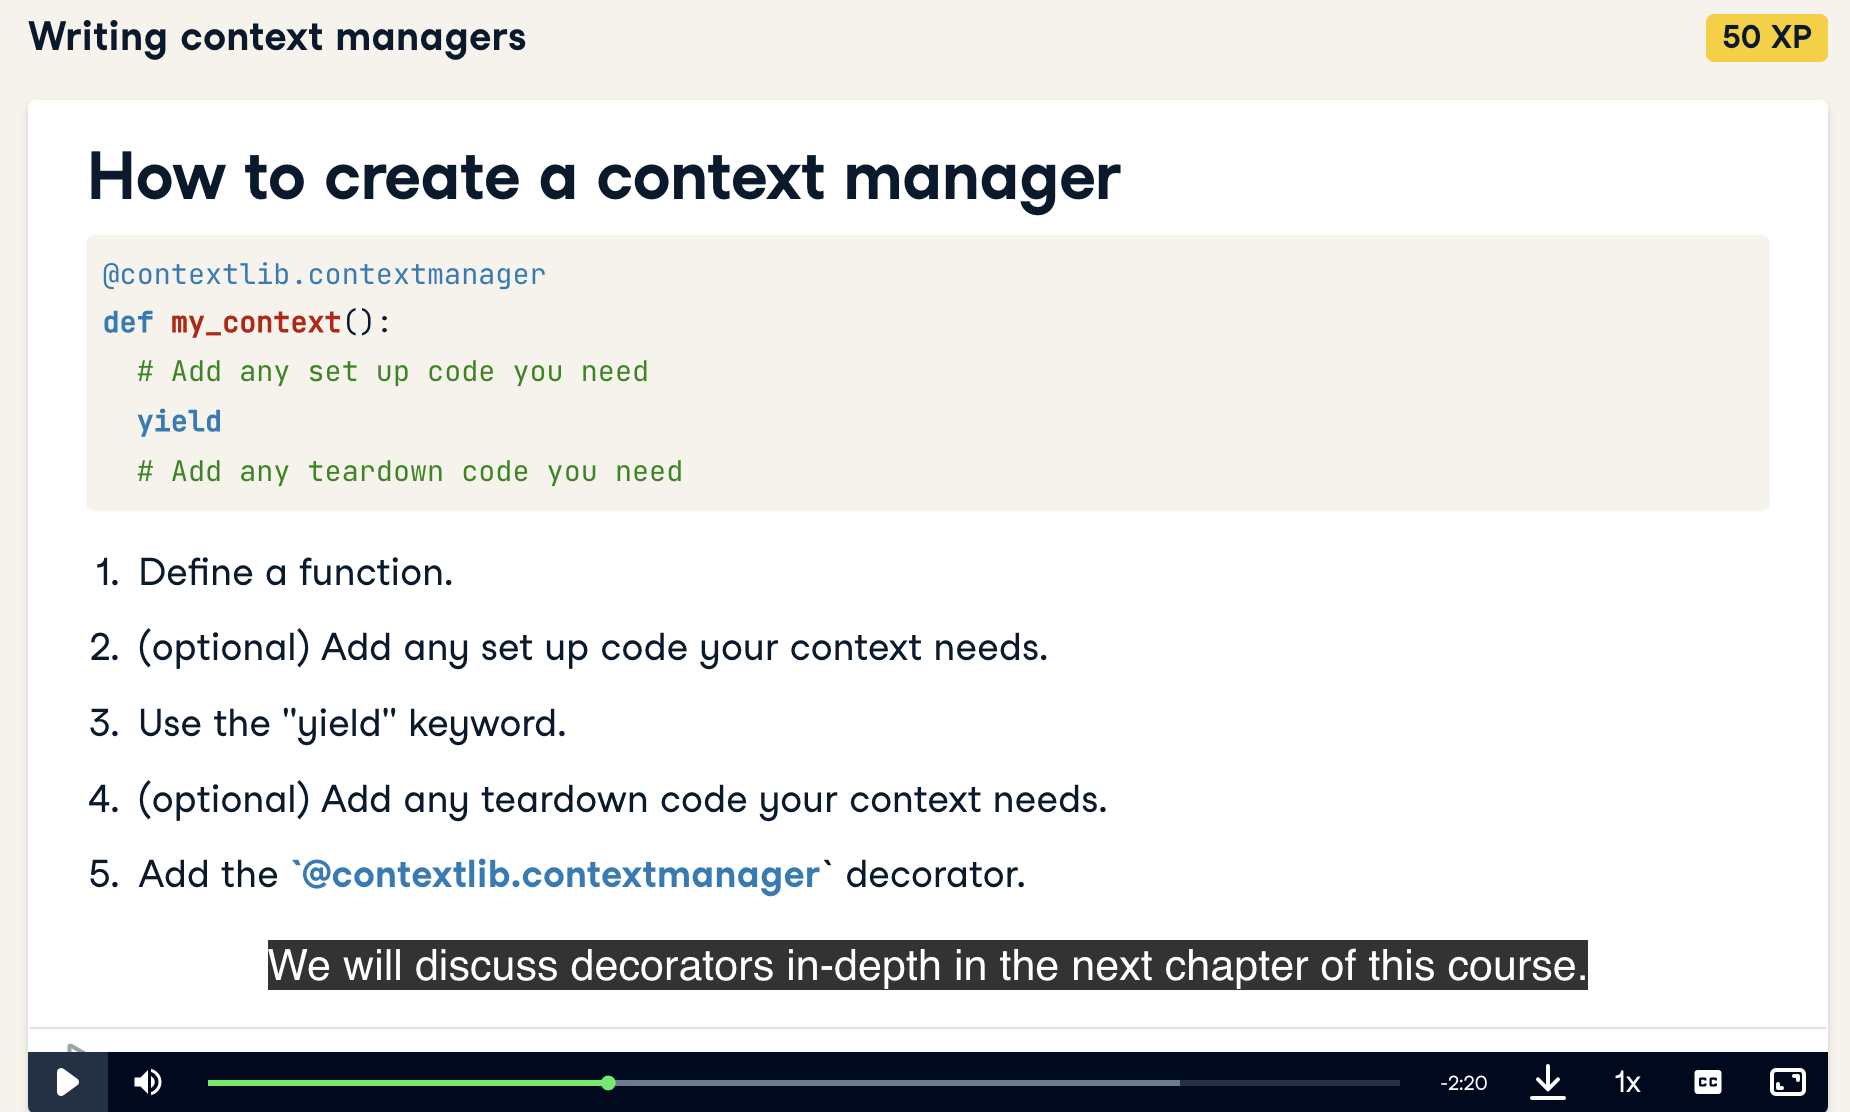 Writing context managers
50 XP
How to create a context manager
@contextlib.contextmanager
def my_context():
  # Add any set up code you need
  yield
  # Add any teardown code you need
1. Define a function.
2. (optional) Add any set up code your context needs.
3. Use the "yield" keyword.
4. (optional) Add any teardown code your context needs.
5. Add the `@contextlib.contextmanager` decorator.
We will discuss decorators in-depth in the next chapter of this course.
-2:20
1x
CC